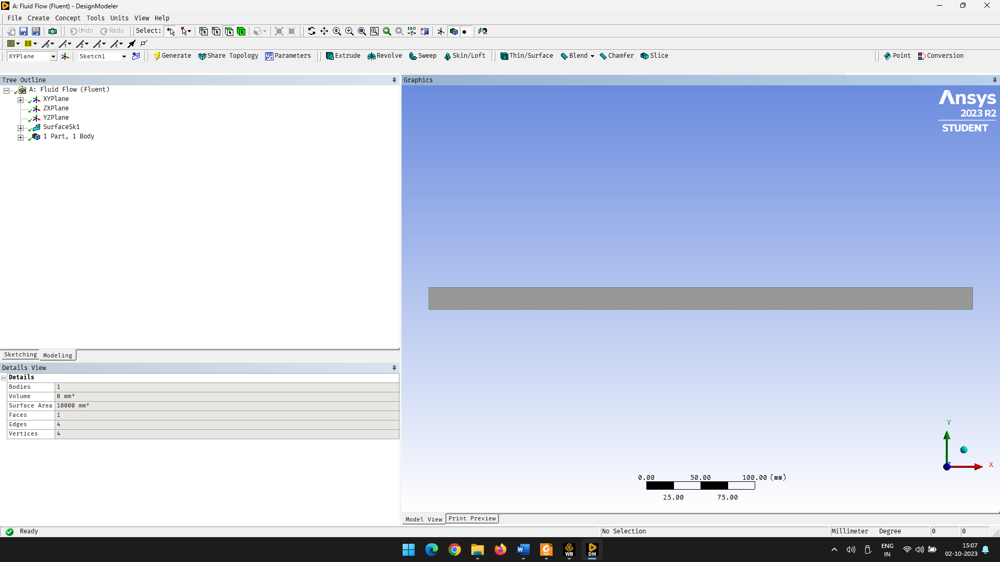 A: Fluid Flow (Fluent) - DesignModeler
File Create Concept Tools Units View Help
Undo Redo Select: ISO
XYPlane Sketch1 Generate Share Topology Parameters Extrude Revolve Sweep Skin/Loft Thin/Surface Blend Chamfer Slice Point Conversion
Tree Outline
A: Fluid Flow (Fluent)
XYPlane
ZXPlane
YZPlane
SurfaceSk1
1 Part, 1 Body
Sketching Modeling
Details View
Details
Bodies 1
Volume 0 mm³
Surface Area 10000 mm²
Faces 1
Edges 4
Vertices 4
Graphics
Ansys
2023 R2
STUDENT
Y
Z
X
0.00 50.00 100.00 (mm)
25.00 75.00
Model View Print Preview
Ready No Selection Millimeter Degree 0 0
W G PDF WB DM
ENG
IN
15:07
02-10-2023